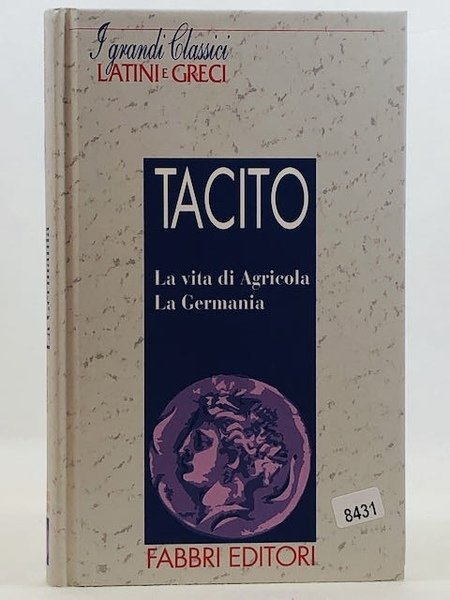 I grandi Classici
LATINI E GRECI
TACITO
La vita di Agricola
La Germania
8431
FABBRI EDITORI